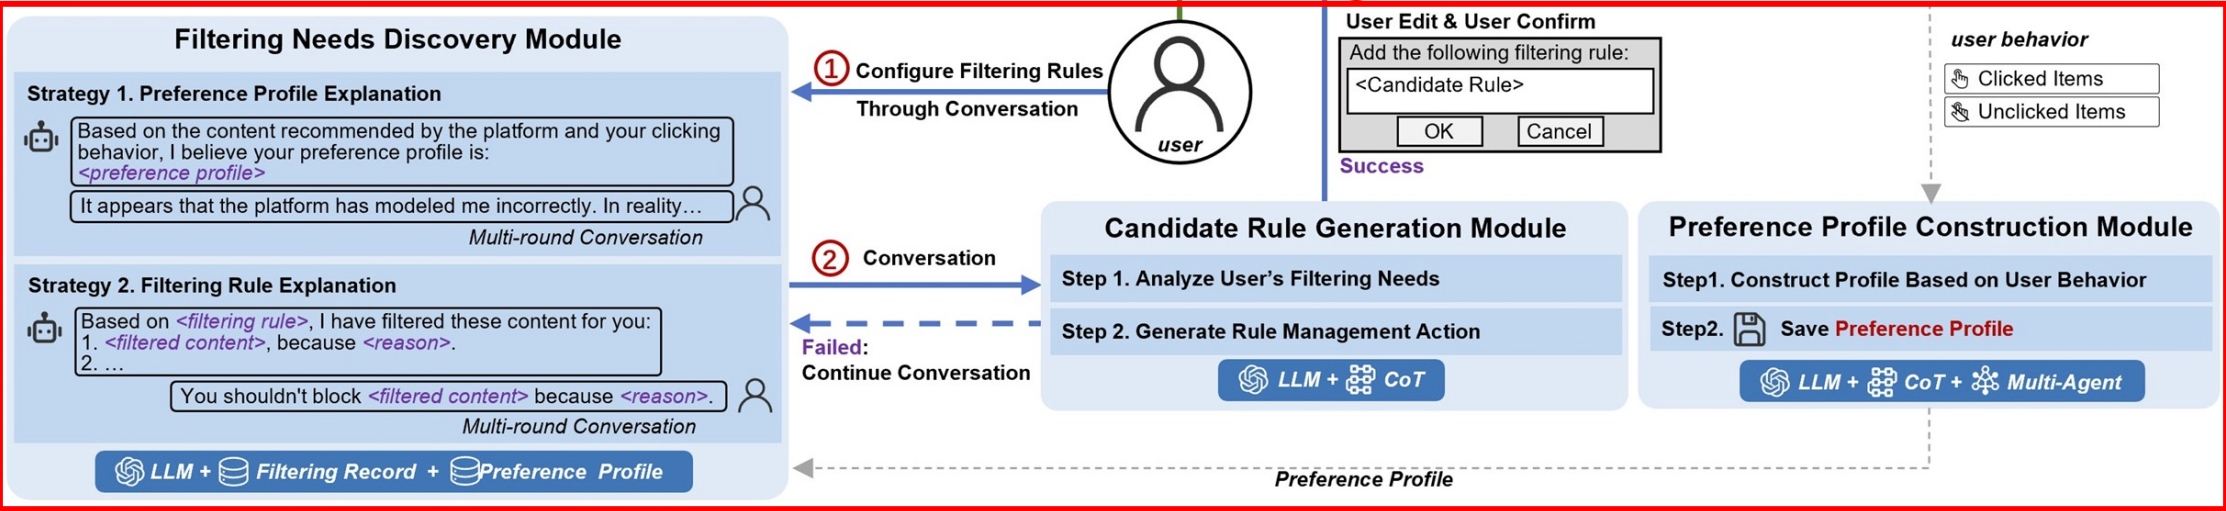 Filtering Needs Discovery Module
Strategy 1. Preference Profile Explanation
Based on the content recommended by the platform and your clicking
behavior, I believe your preference profile is:
<preference profile>
It appears that the platform has modeled me incorrectly. In reality...
Multi-round Conversation
Strategy 2. Filtering Rule Explanation
Based on <filtering rule>, I have filtered these content for you:
1. <filtered content>, because <reason>.
2. ...
You shouldn't block <filtered content> because <reason>.
Multi-round Conversation
LLM + Filtering Record + Preference Profile
1 Configure Filtering Rules
Through Conversation
user
2 Conversation
Failed:
Continue Conversation
User Edit & User Confirm
Add the following filtering rule:
<Candidate Rule>
OK Cancel
Success
Candidate Rule Generation Module
Step 1. Analyze User's Filtering Needs
Step 2. Generate Rule Management Action
LLM + CoT
user behavior
Clicked Items
Unclicked Items
Preference Profile Construction Module
Step1. Construct Profile Based on User Behavior
Step2. Save Preference Profile
LLM + CoT + Multi-Agent
Preference Profile